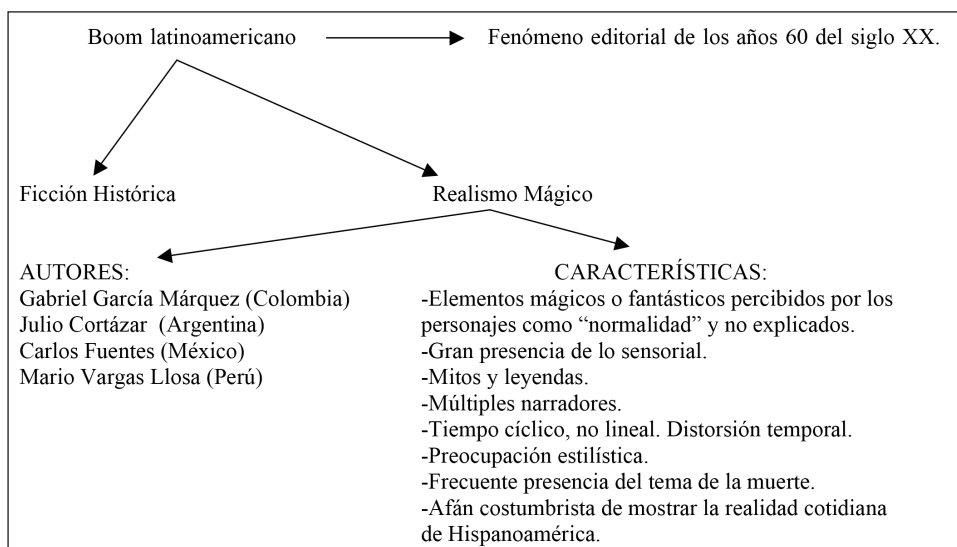 Boom latinoamericano
Fenómeno editorial de los años 60 del siglo XX.
Ficción Histórica
Realismo Mágico
AUTORES:
Gabriel García Márquez (Colombia)
Julio Cortázar (Argentina)
Carlos Fuentes (México)
Mario Vargas Llosa (Perú)
CARACTERÍSTICAS:
-Elementos mágicos o fantásticos percibidos por los
personajes como “normalidad” y no explicados.
-Gran presencia de lo sensorial.
-Mitos y leyendas.
-Múltiples narradores.
-Tiempo cíclico, no lineal. Distorsión temporal.
-Preocupación estilística.
-Frecuente presencia del tema de la muerte.
-Afán costumbrista de mostrar la realidad cotidiana
de Hispanoamérica.